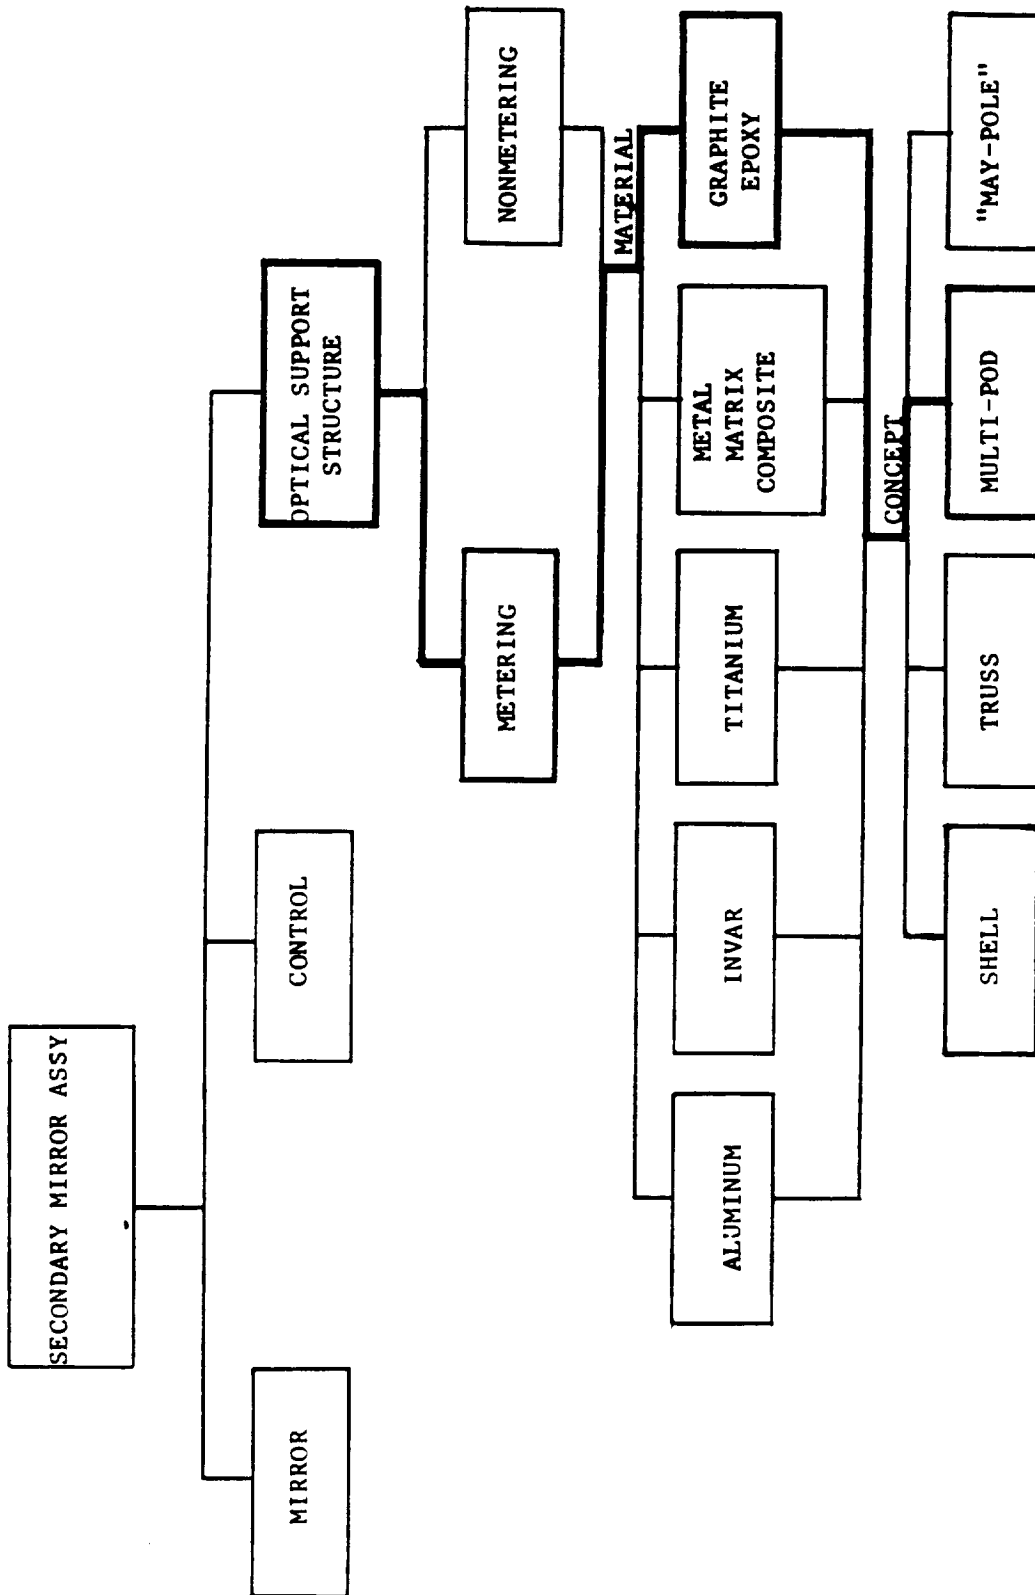 SECONDARY MIRROR ASSY
MIRROR
CONTROL
OPTICAL SUPPORT
STRUCTURE
METERING
NONMETERING
MATERIAL
ALUMINUM
INVAR
TITANIUM
METAL
MATRIX
COMPOSITE
GRAPHITE
EPOXY
CONCEPT
SHELL
TRUSS
MULTI-POD
"MAY-POLE"